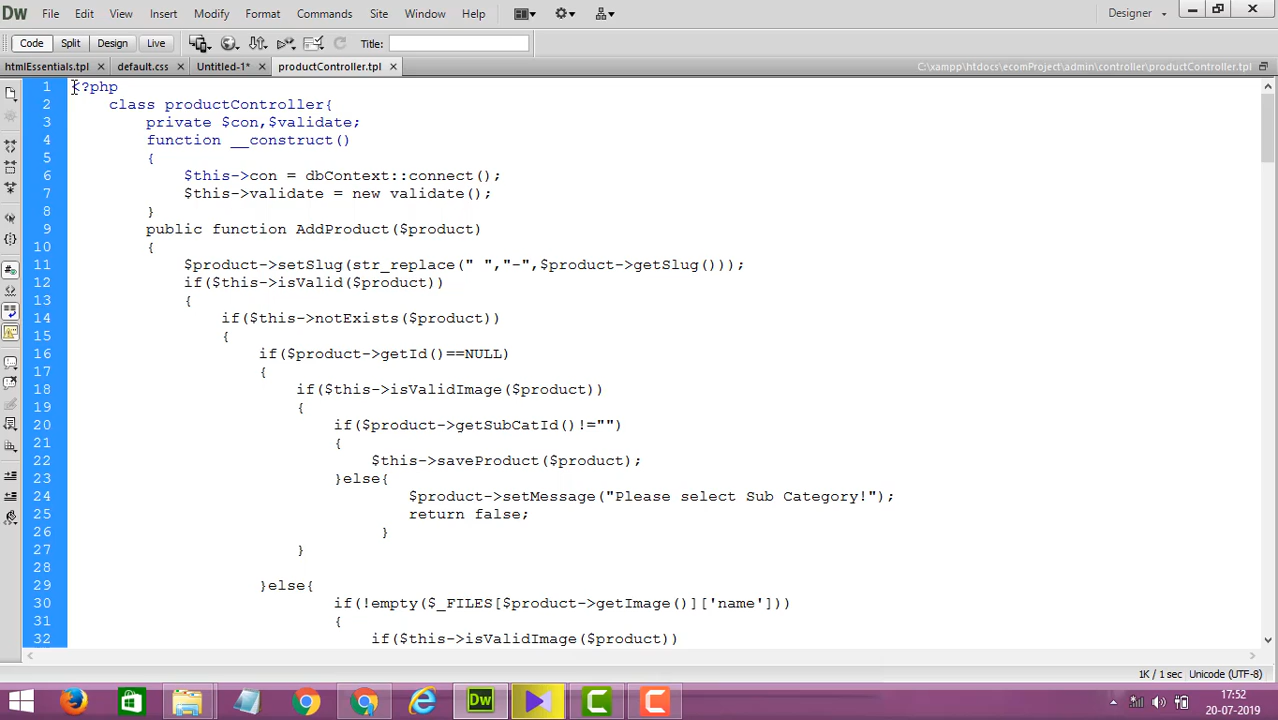 DW File Edit View Insert Modify Format Commands Site Window Help Designer
Code Split Design Live Title:
htmlEssentials.tpl × default.css × Untitled-1* × productController.tpl × C:\xampp\htdocs\ecomProject\admin\controller\productController.tpl
1 <?php
2 class productController{
3 private $con,$validate;
4 function __construct()
5 {
6 $this->con = dbContext::connect();
7 $this->validate = new validate();
8 }
9 public function AddProduct($product)
10 {
11 $product->setSlug(str_replace(" ","-",$product->getSlug()));
12 if($this->isValid($product))
13 {
14 if($this->notExists($product))
15 {
16 if($product->getId()==NULL)
17 {
18 if($this->isValidImage($product))
19 {
20 if($product->getSubCatId()!="")
21 {
22 $this->saveProduct($product);
23 }else{
24 $product->setMessage("Please select Sub Category!");
25 return false;
26 }
27 }
28
29 }else{
30 if(!empty($_FILES[$product->getImage()]['name']))
31 {
32 if($this->isValidImage($product))
1K / 1 sec Unicode (UTF-8)
Dw
17:52
20-07-2019